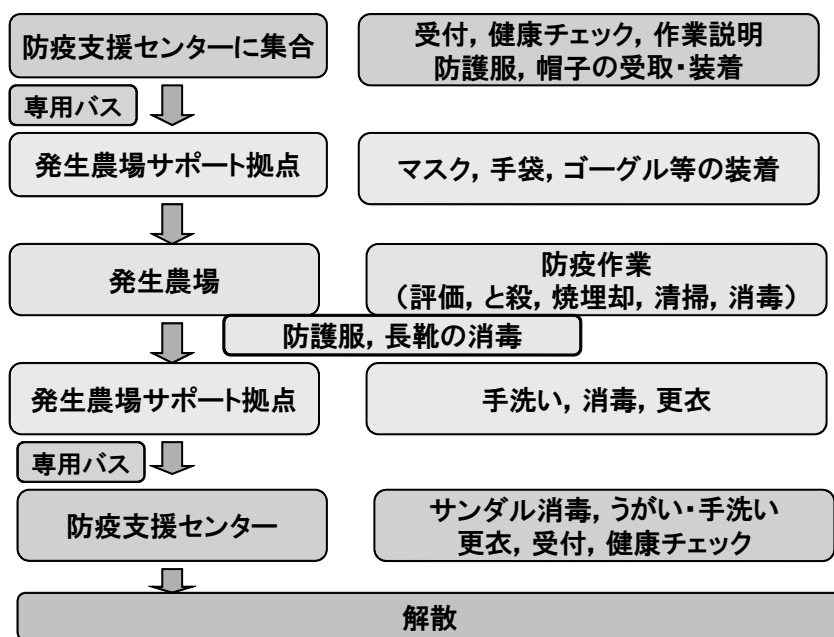 防疫支援センターに集合
受付，健康チェック，作業説明
防護服，帽子の受取・装着
専用バス
発生農場サポート拠点
マスク，手袋，ゴーグル等の装着
発生農場
防疫作業
（評価，と殺，焼埋却，清掃，消毒）
防護服，長靴の消毒
発生農場サポート拠点
手洗い，消毒，更衣
専用バス
防疫支援センター
サンダル消毒，うがい・手洗い
更衣，受付，健康チェック
解散